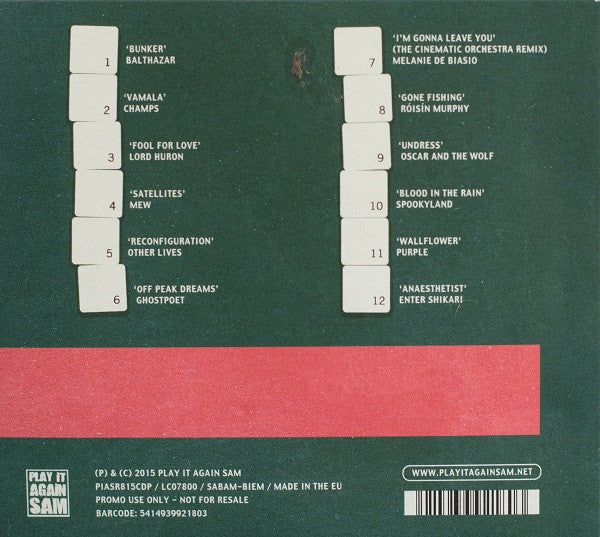 1
'BUNKER'
BALTHAZAR
2
'VAMALA'
CHAMPS
3
'FOOL FOR LOVE'
LORD HURON
4
'SATELLITES'
MEW
5
'RECONFIGURATION'
OTHER LIVES
6
'OFF PEAK DREAMS'
GHOSTPOET
7
'I'M GONNA LEAVE YOU'
(THE CINEMATIC ORCHESTRA REMIX)
MELANIE DE BIASIO
8
'GONE FISHING'
RÓISÍN MURPHY
9
'UNDRESS'
OSCAR AND THE WOLF
10
'BLOOD IN THE RAIN'
SPOOKYLAND
11
'WALLFLOWER'
PURPLE
12
'ANAESTHETIST'
ENTER SHIKARI
PLAY IT
AGAIN
SAM
(P) & (C) 2015 PLAY IT AGAIN SAM
PIASR815CDP / LC07800 / SABAM-BIEM / MADE IN THE EU
PROMO USE ONLY – NOT FOR RESALE
BARCODE: 5414939921803
WWW.PLAYITAGAINSAM.NET